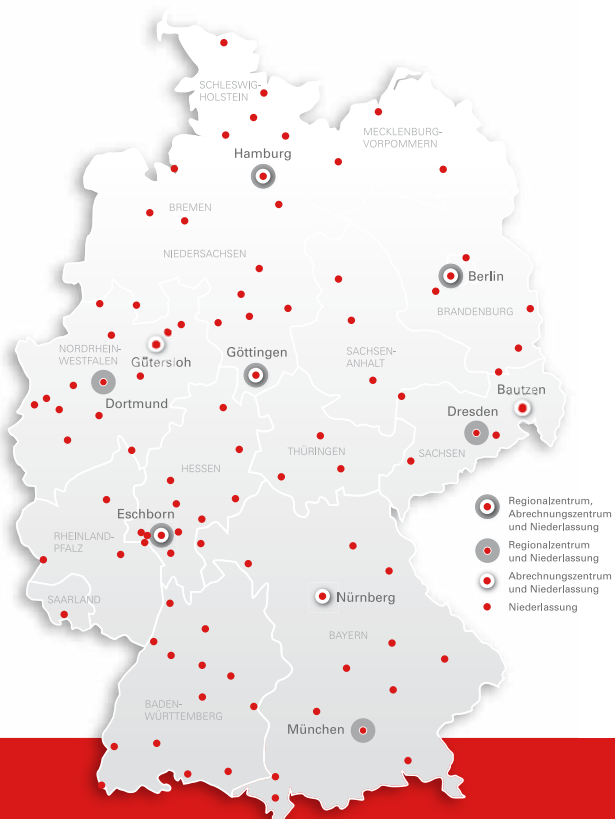 SCHLESWIG-
HOLSTEIN
MECKLENBURG-
VORPOMMERN
Hamburg
BREMEN
NIEDERSACHSEN
Berlin
BRANDENBURG
NORDRHEIN-
WESTFALEN
Gütersloh
Göttingen
SACHSEN-
ANHALT
Dortmund
Bautzen
Dresden
SACHSEN
THÜRINGEN
HESSEN
Eschborn
RHEINLAND-
PFALZ
SAARLAND
Nürnberg
BAYERN
BADEN-
WÜRTTEMBERG
München
Regionalzentrum,
Abrechnungszentrum
und Niederlassung
Regionalzentrum
und Niederlassung
Abrechnungszentrum
und Niederlassung
Niederlassung